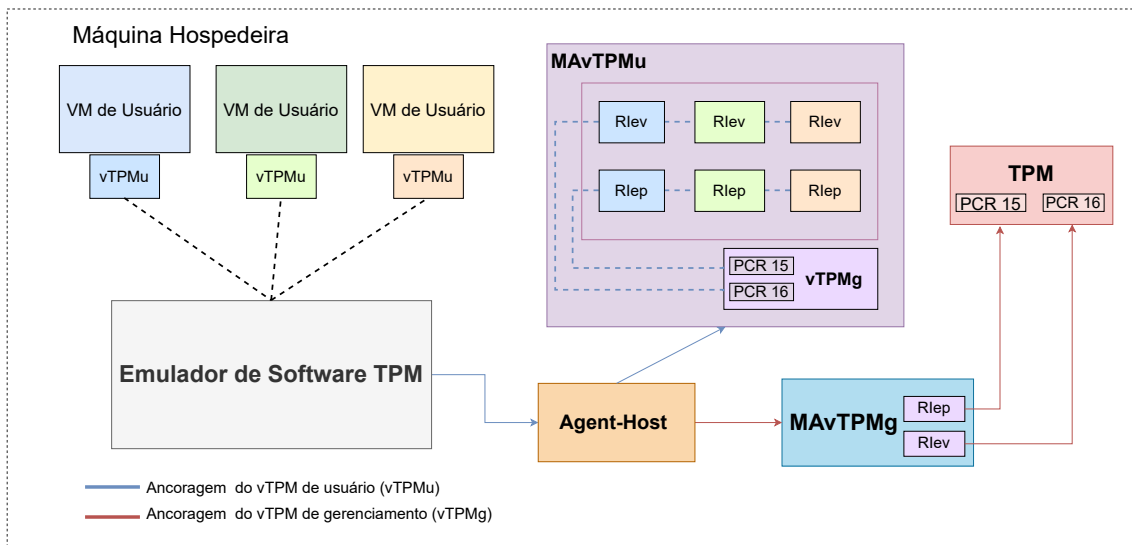 Máquina Hospedeira
VM de Usuário
VM de Usuário
VM de Usuário
vTPMu
vTPMu
vTPMu
Emulador de Software TPM
MAvTPMu
Rlev
Rlev
Rlev
Rlep
Rlep
Rlep
PCR 15
PCR 16
vTPMg
TPM
PCR 15
PCR 16
Agent-Host
MAvTPMg
Rlep
Rlev
Ancoragem do vTPM de usuário (vTPMu)
Ancoragem do vTPM de gerenciamento (vTPMg)